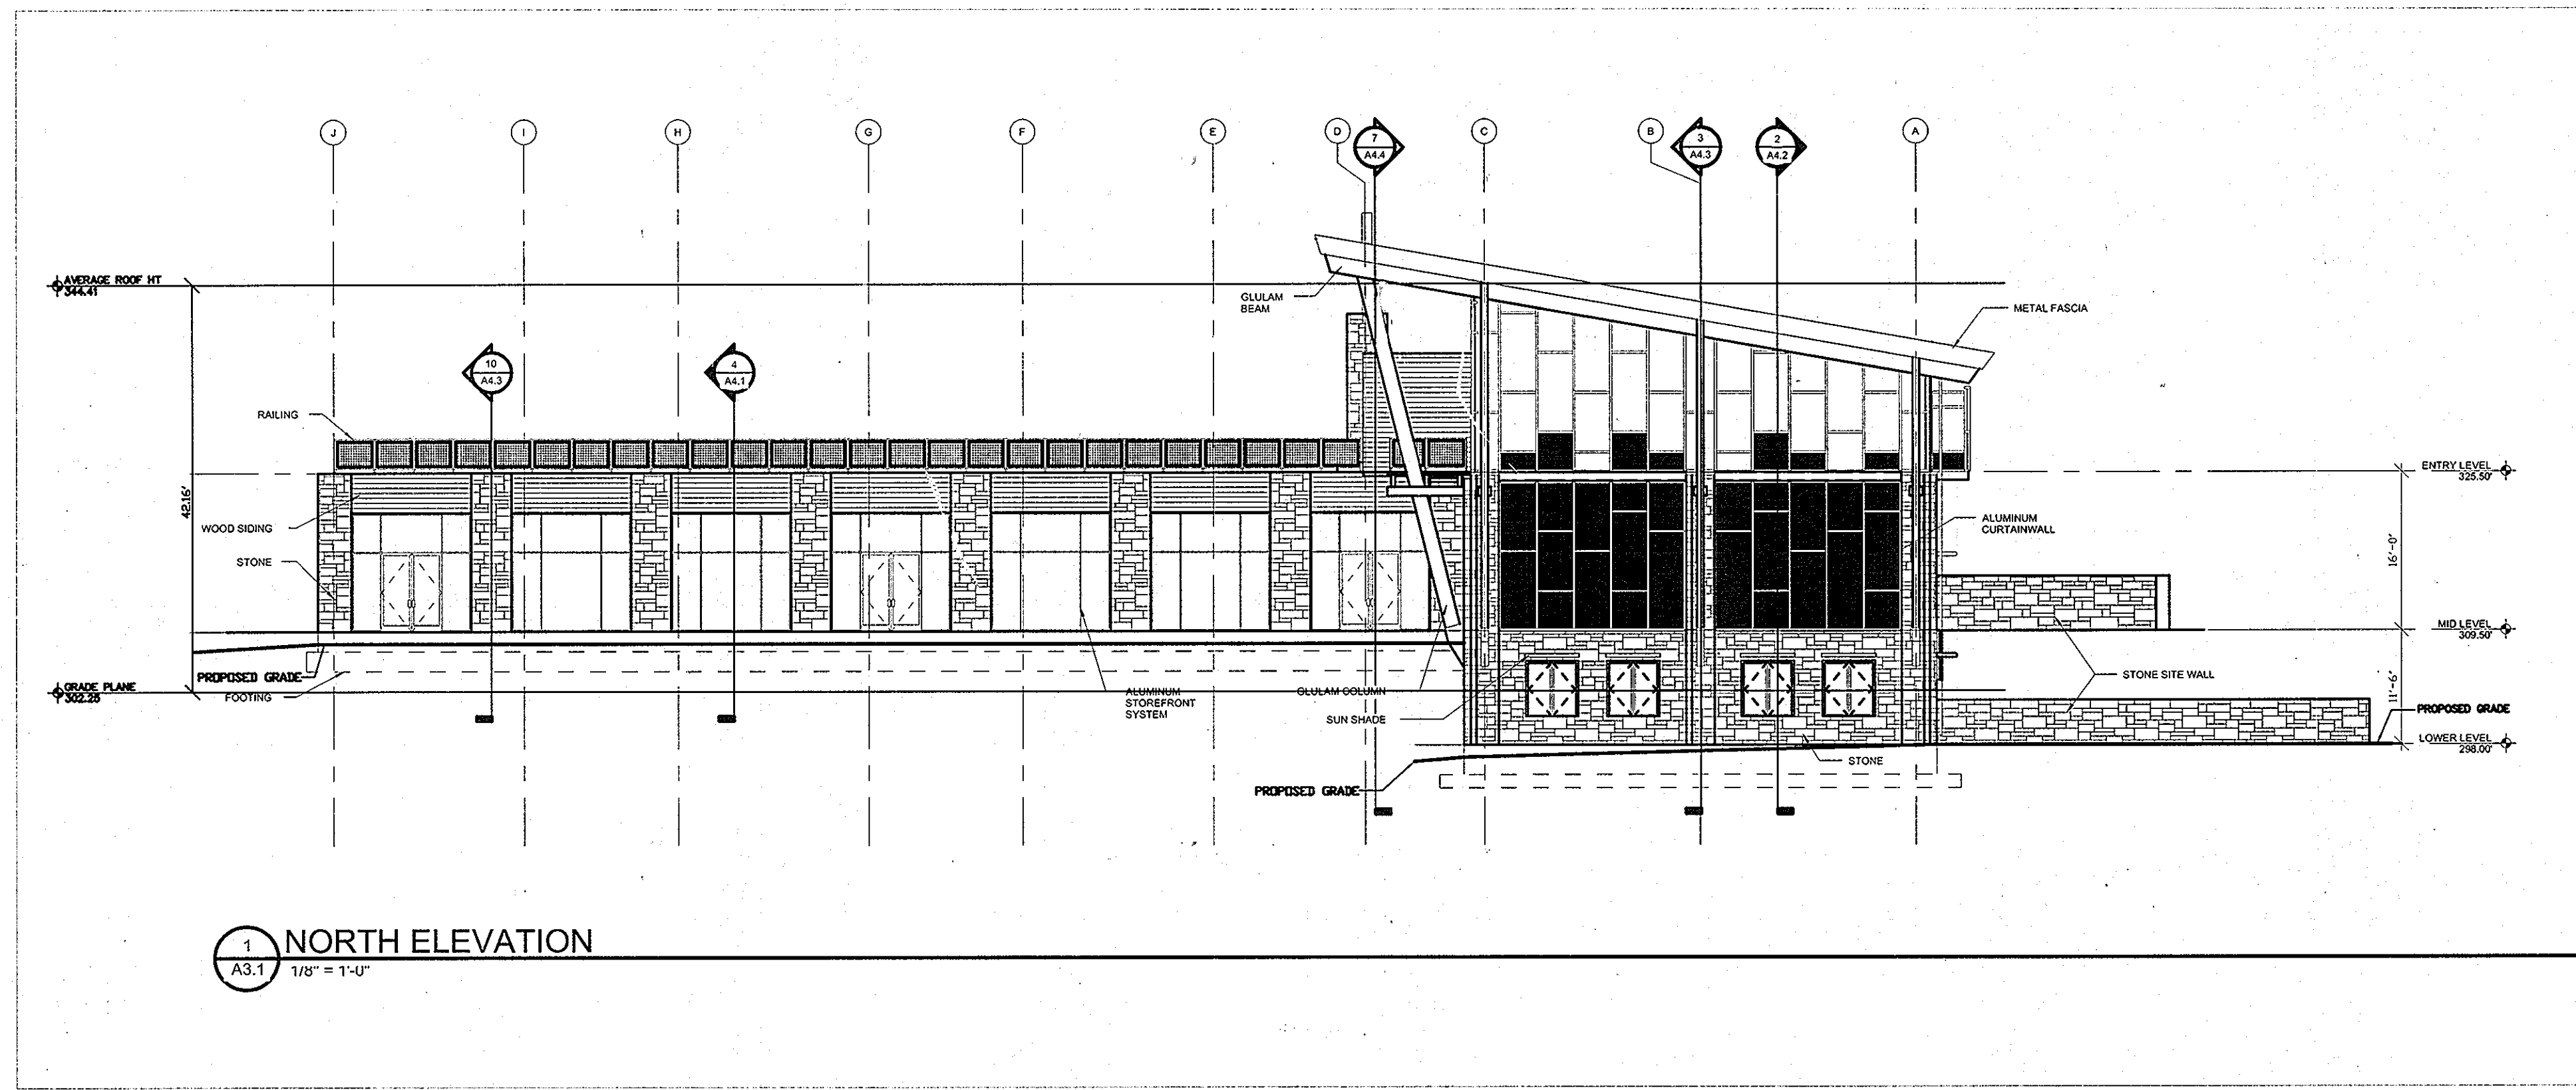 J
I
H
G
F
E
D
7
A4.4
C
B
3
A4.3
2
A4.2
A
AVERAGE ROOF HT
344.41
GLULAM
BEAM
METAL FASCIA
10
A4.3
4
A4.1
RAILING
ENTRY LEVEL
325.50'
42.16'
WOOD SIDING
ALUMINUM
CURTAINWALL
STONE
16'-0"
MID LEVEL
309.50'
PROPOSED GRADE
GRADE PLANE
302.25
FOOTING
ALUMINUM
STOREFRONT
SYSTEM
GLULAM COLUMN
SUN SHADE
STONE SITE WALL
11'-6"
PROPOSED GRADE
LOWER LEVEL
298.00'
STONE
PROPOSED GRADE
1
A3.1
NORTH ELEVATION
1/8" = 1'-0"